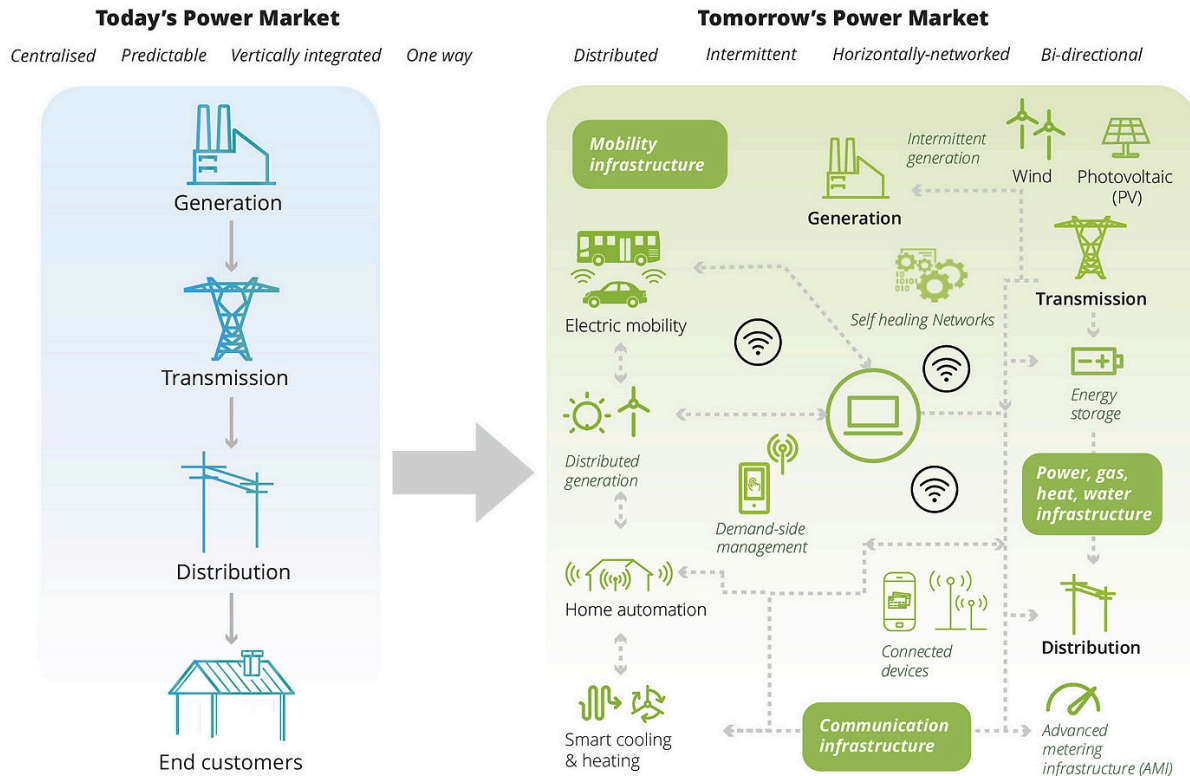 Today’s Power Market
Centralised Predictable Vertically integrated One way
Generation
Transmission
Distribution
End customers
Tomorrow’s Power Market
Distributed Intermittent Horizontally-networked Bi-directional
Mobility
infrastructure
Generation
Intermittent
generation
Wind
Photovoltaic
(PV)
Transmission
Electric mobility
Self healing Networks
010
1010
010
Energy
storage
Distributed
generation
Demand-side
management
Power, gas,
heat, water
infrastructure
Home automation
Connected
devices
Distribution
Smart cooling
& heating
Communication
infrastructure
Advanced
metering
infrastructure (AMI)